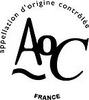 appellation d'origine contrôlée
AOC
FRANCE